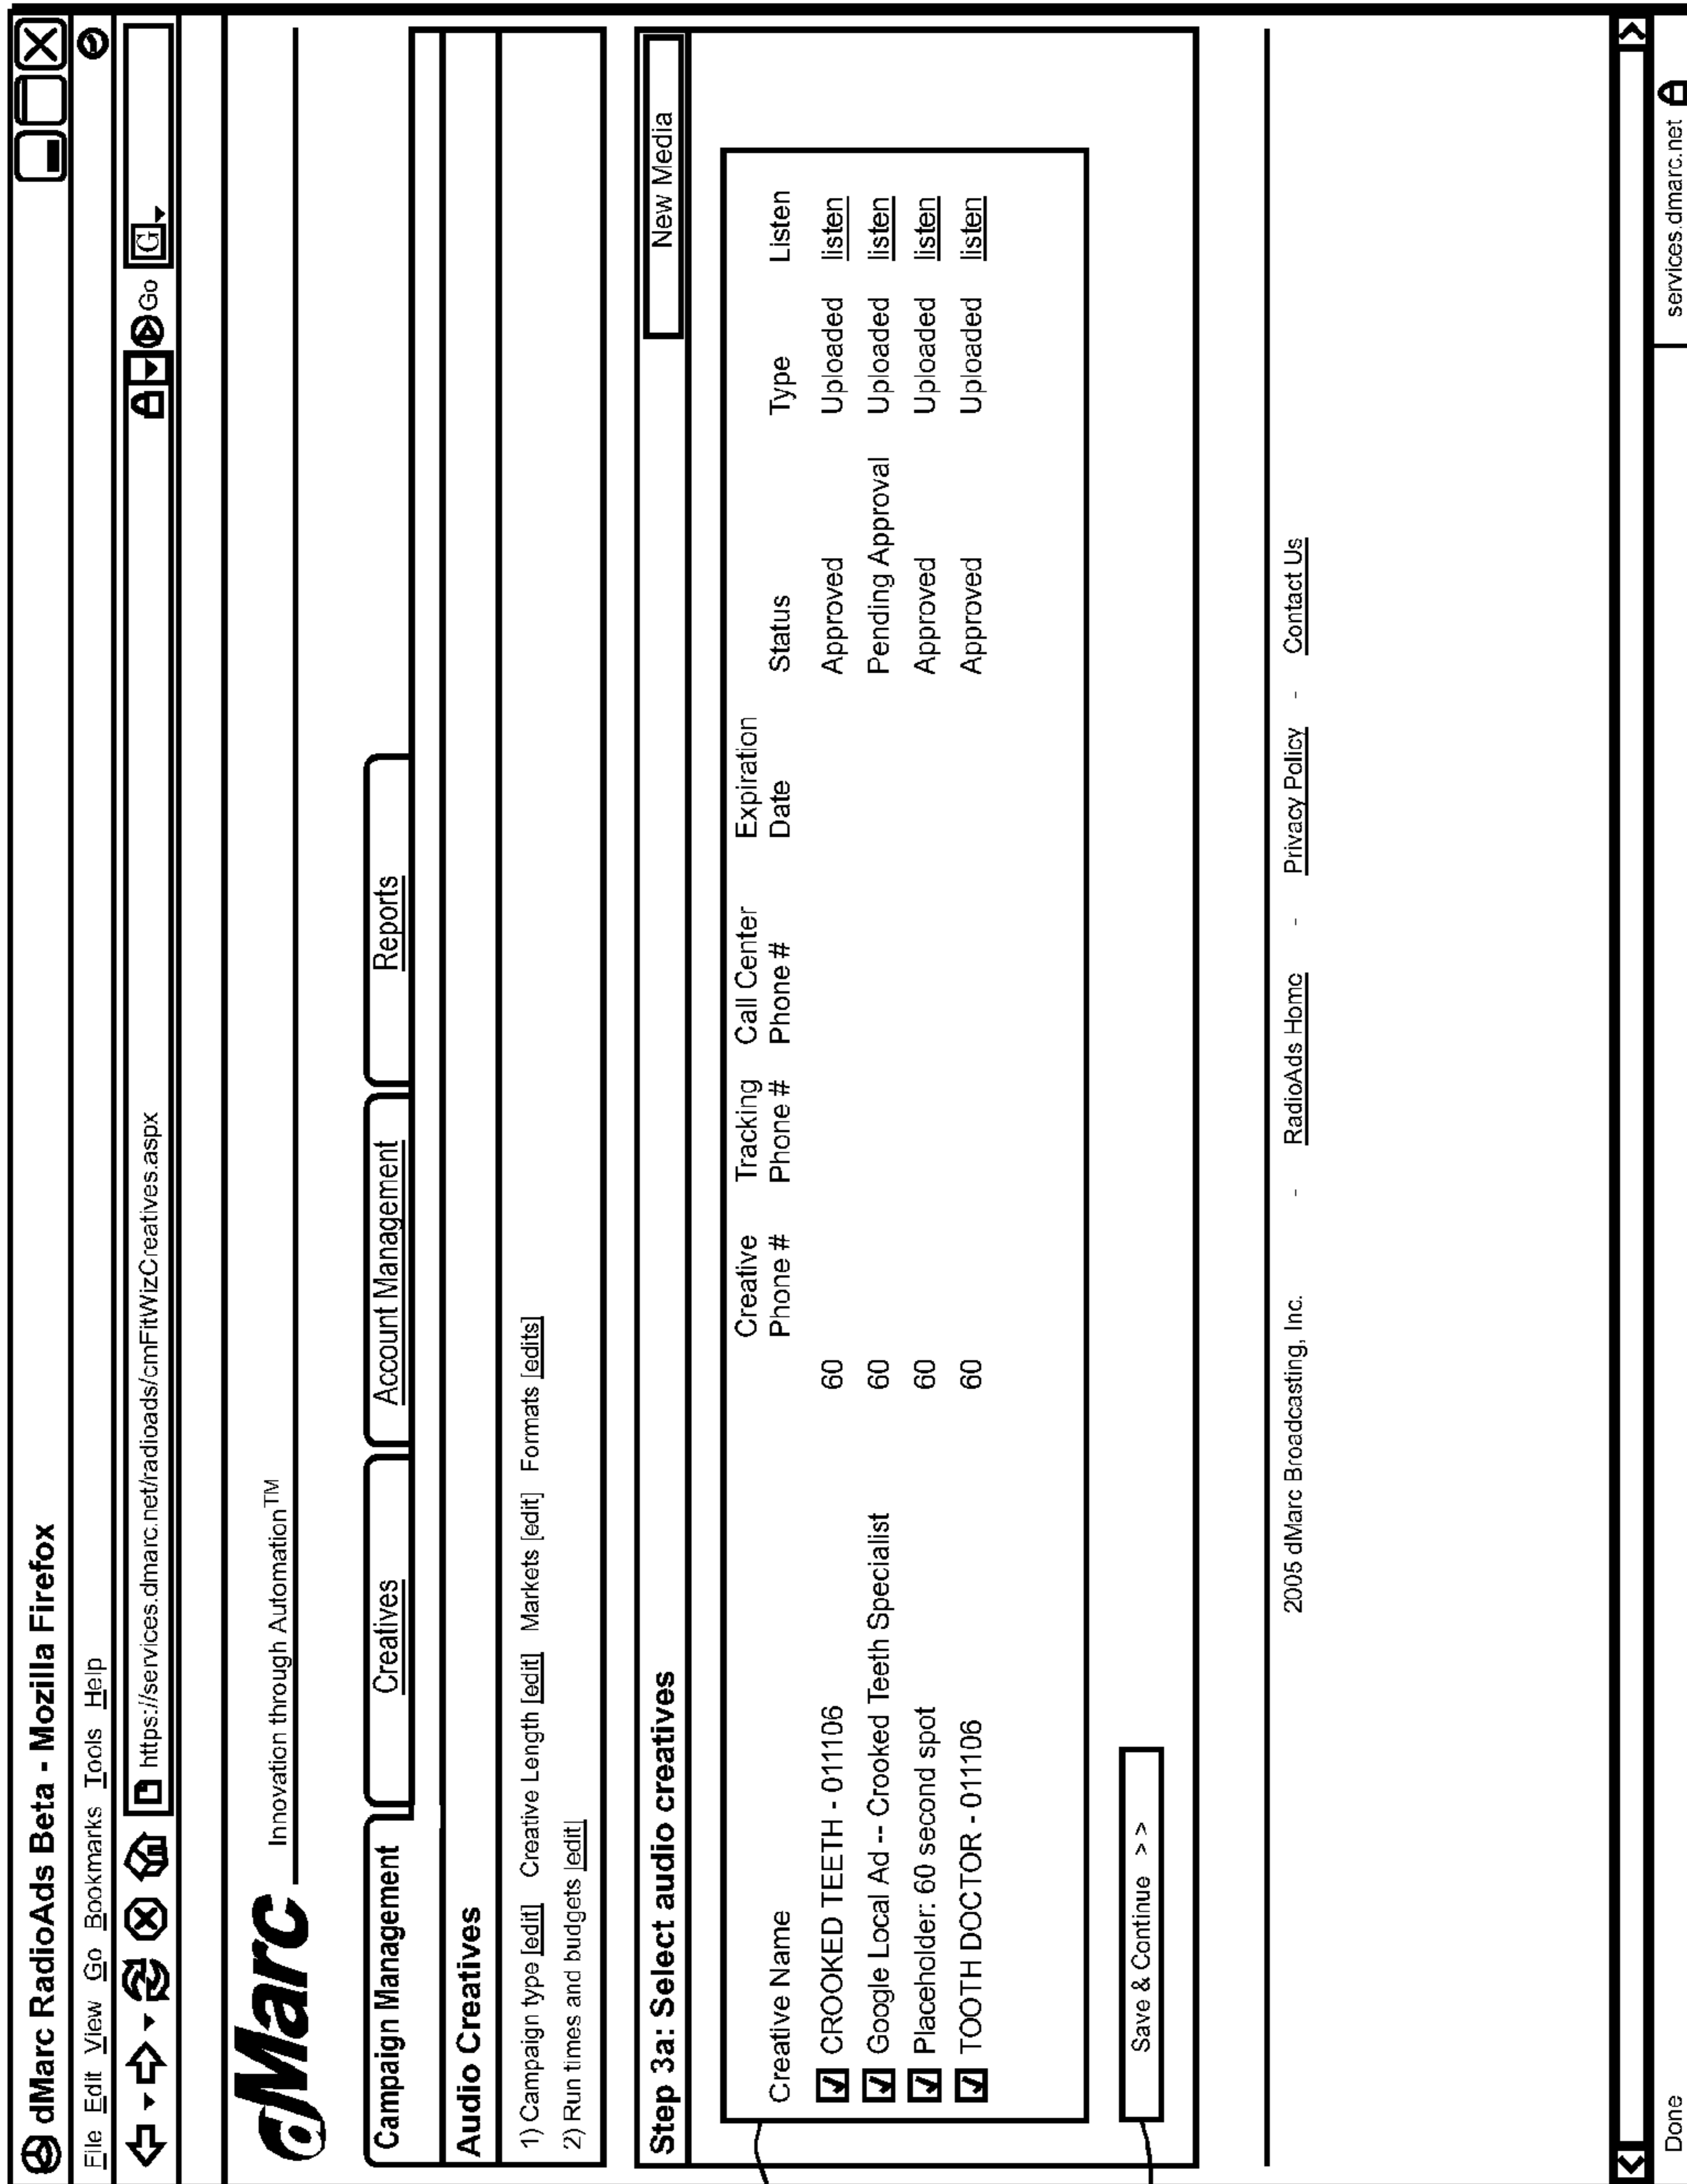 dMarc RadioAds Beta - Mozilla Firefox
File Edit View Go Bookmarks Tools Help
https://services.dmarc.net/radioads/cmFitWizCreatives.aspx Go G
dMarc Innovation through Automation™
Campaign Management Creatives Account Management Reports
Audio Creatives
1) Campaign type [edit] Creative Length [edit] Markets [edit] Formats [edits]
2) Run times and budgets [edit]
Step 3a: Select audio creatives New Media
Creative Tracking Call Center Expiration
Creative Name Phone # Phone # Phone # Date Status Type Listen
CROOKED TEETH - 011106 60 Approved Uploaded listen
Google Local Ad -- Crooked Teeth Specialist 60 Pending Approval Uploaded listen
Placeholder: 60 second spot 60 Approved Uploaded listen
TOOTH DOCTOR - 011106 60 Approved Uploaded listen
Save & Continue >>
2005 dMarc Broadcasting, Inc. - RadioAds Home - Privacy Policy - Contact Us
Done services.dmarc.net